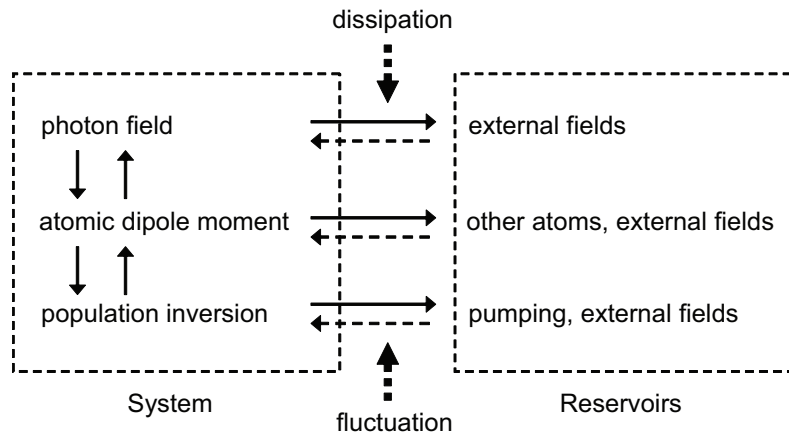 dissipation
photon field
external fields
atomic dipole moment
other atoms, external fields
population inversion
pumping, external fields
System
Reservoirs
fluctuation